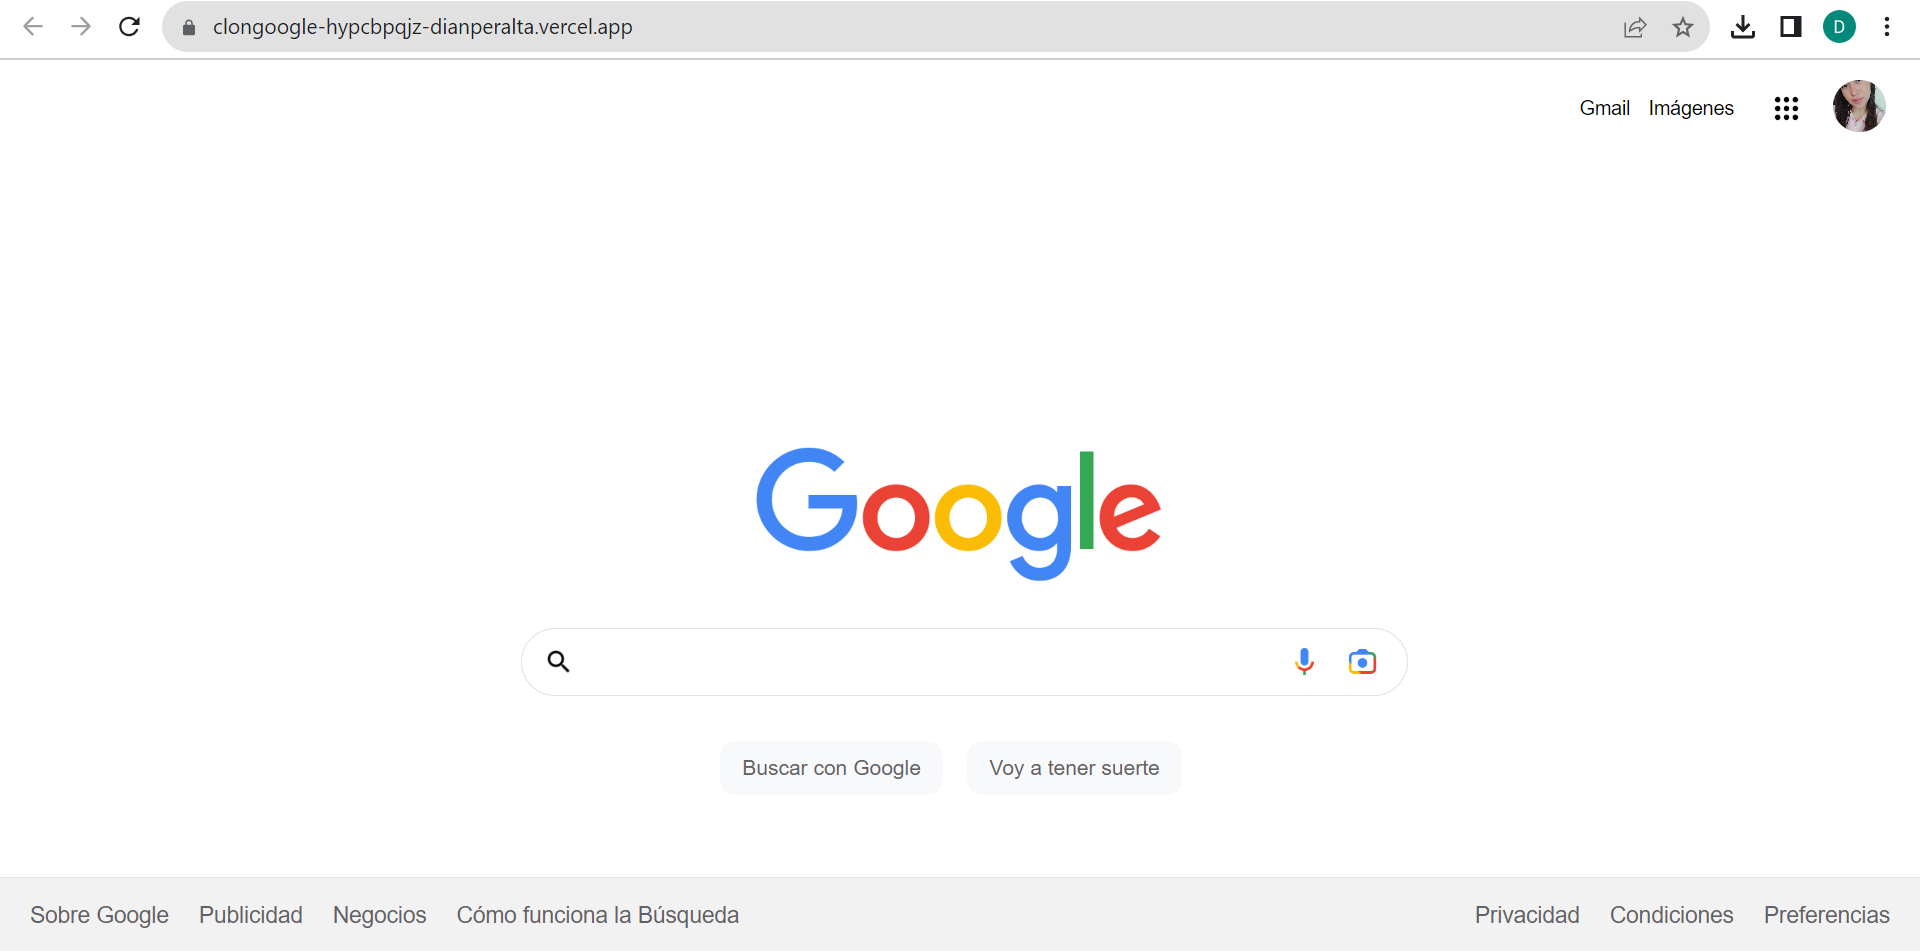 clongoogle-hypcbpqjz-dianperalta.vercel.app
D
Gmail Imágenes
Google
Buscar con Google Voy a tener suerte
Sobre Google Publicidad Negocios Cómo funciona la Búsqueda Privacidad Condiciones Preferencias